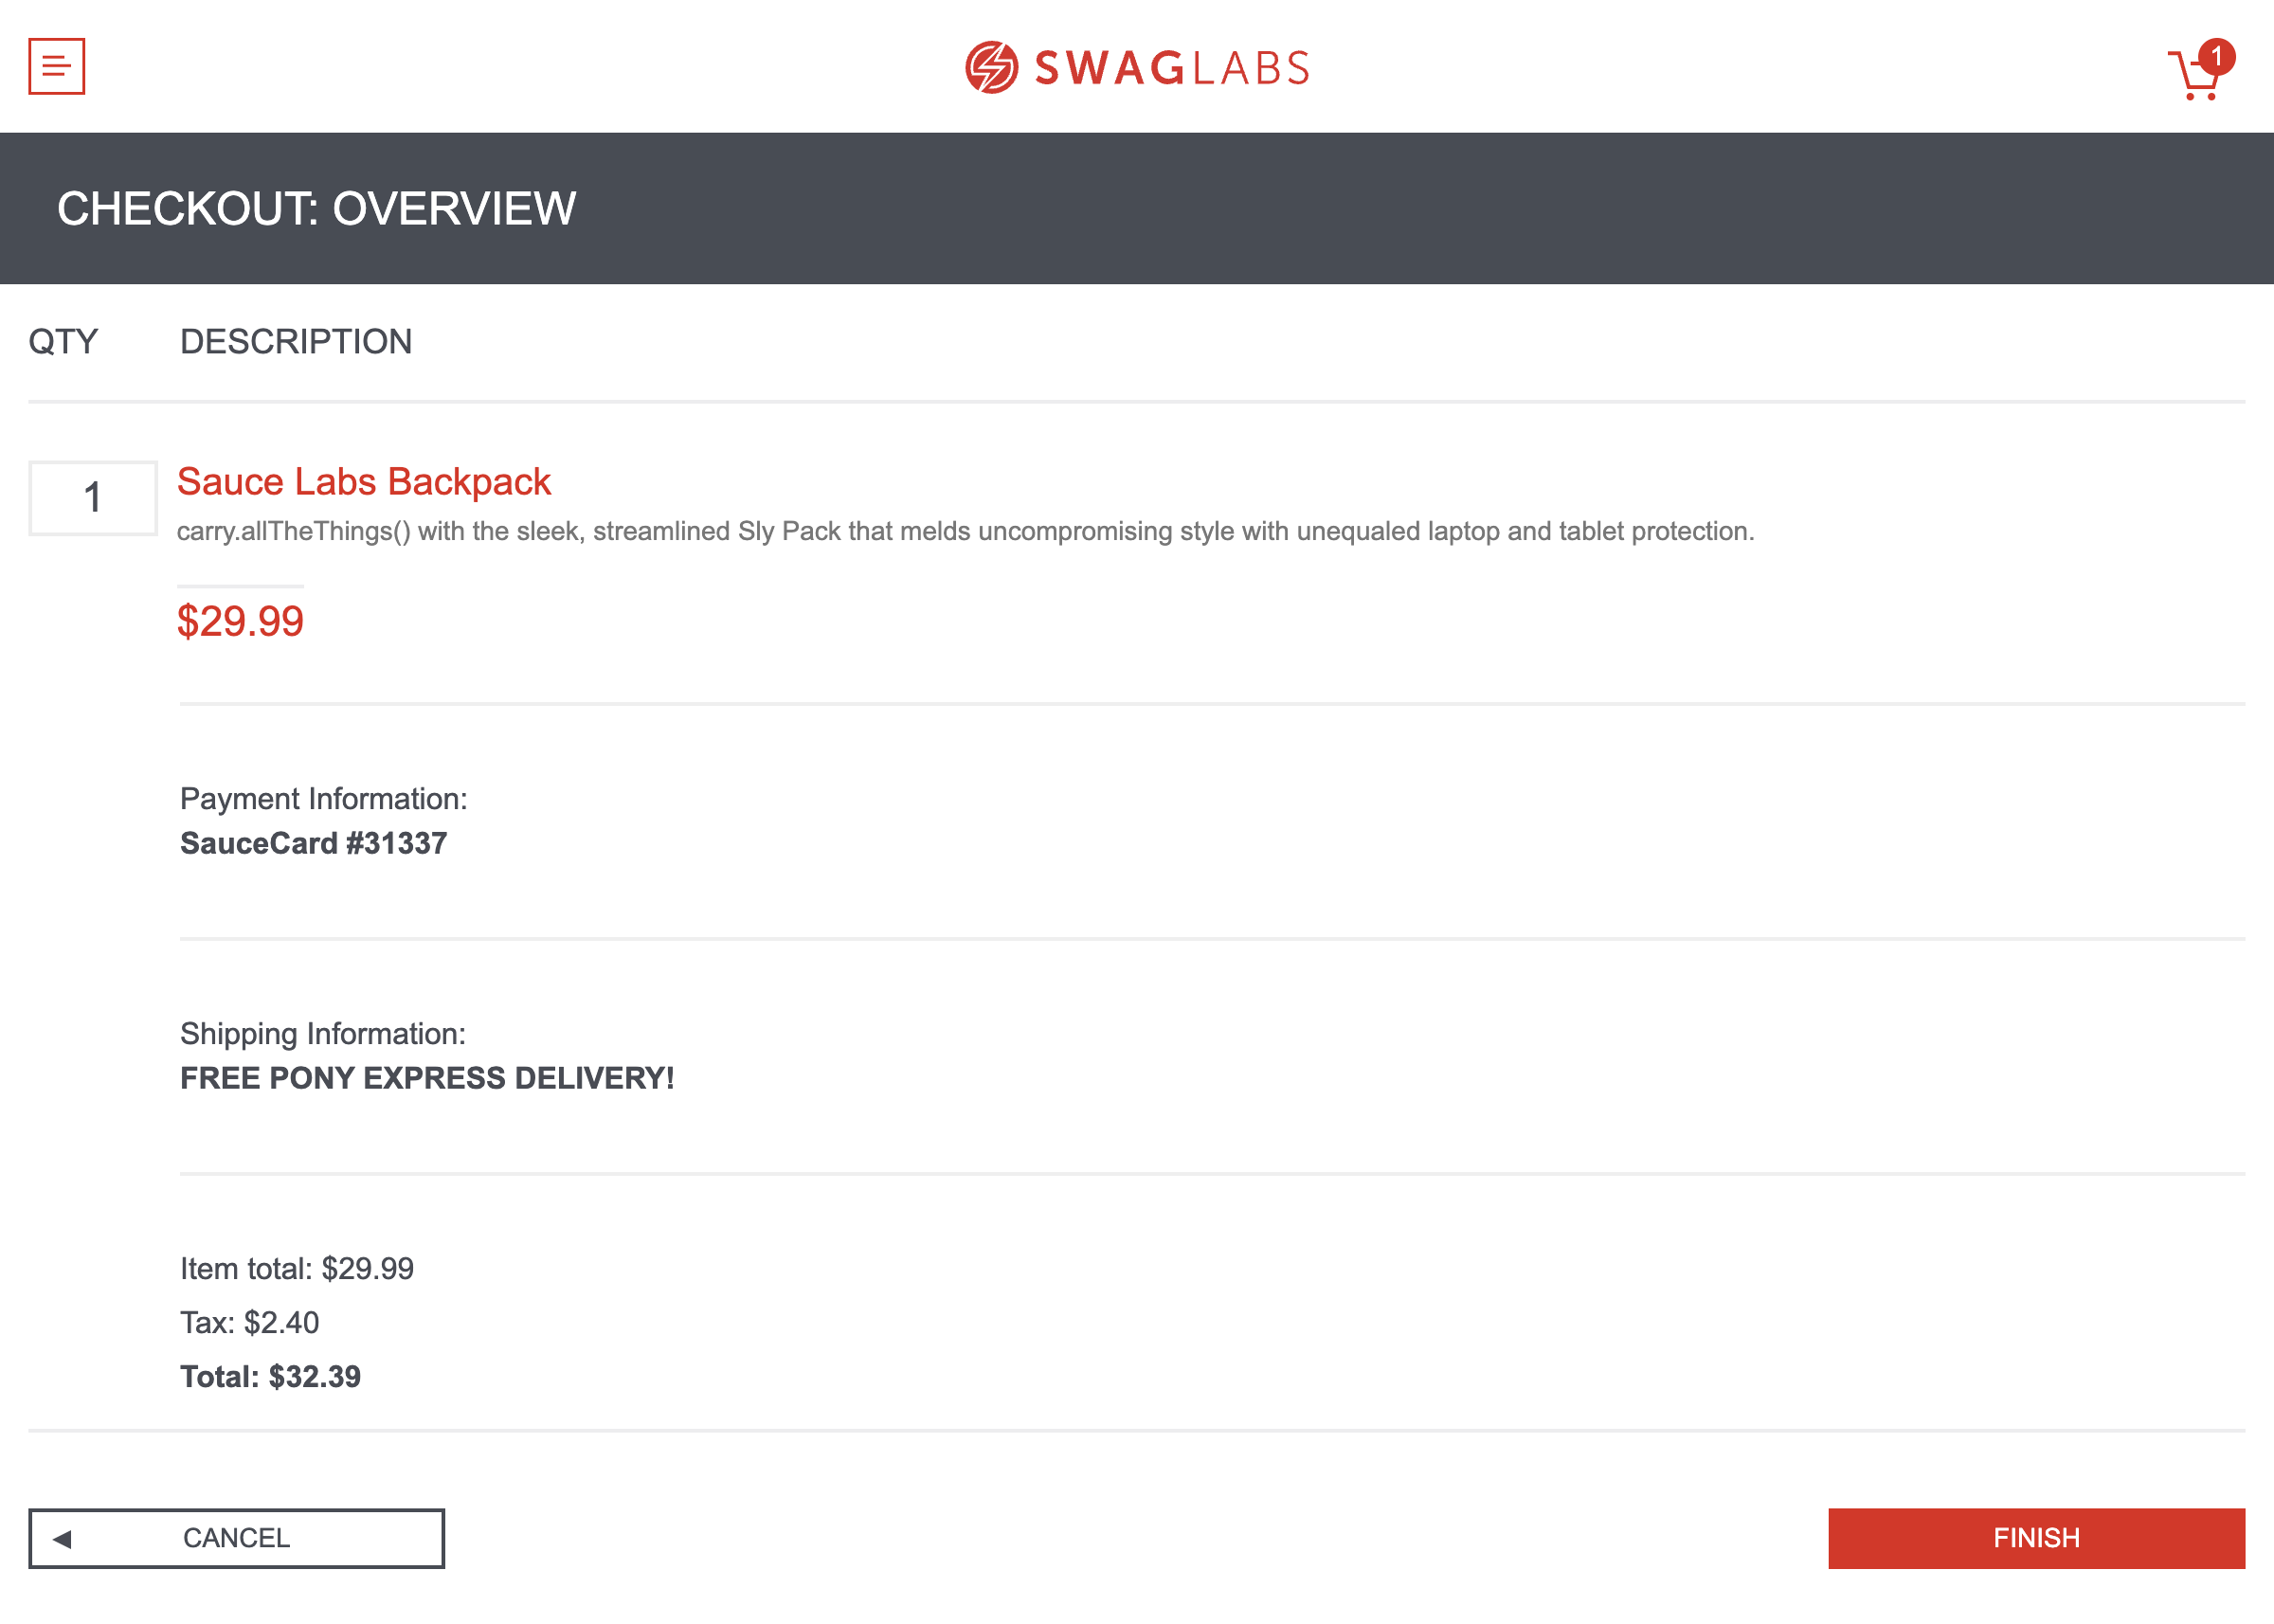 SWAGLABS
1
CHECKOUT: OVERVIEW
QTY DESCRIPTION
1
Sauce Labs Backpack
carry.allTheThings() with the sleek, streamlined Sly Pack that melds uncompromising style with unequaled laptop and tablet protection.
$29.99
Payment Information:
SauceCard #31337
Shipping Information:
FREE PONY EXPRESS DELIVERY!
Item total: $29.99
Tax: $2.40
Total: $32.39
CANCEL
FINISH